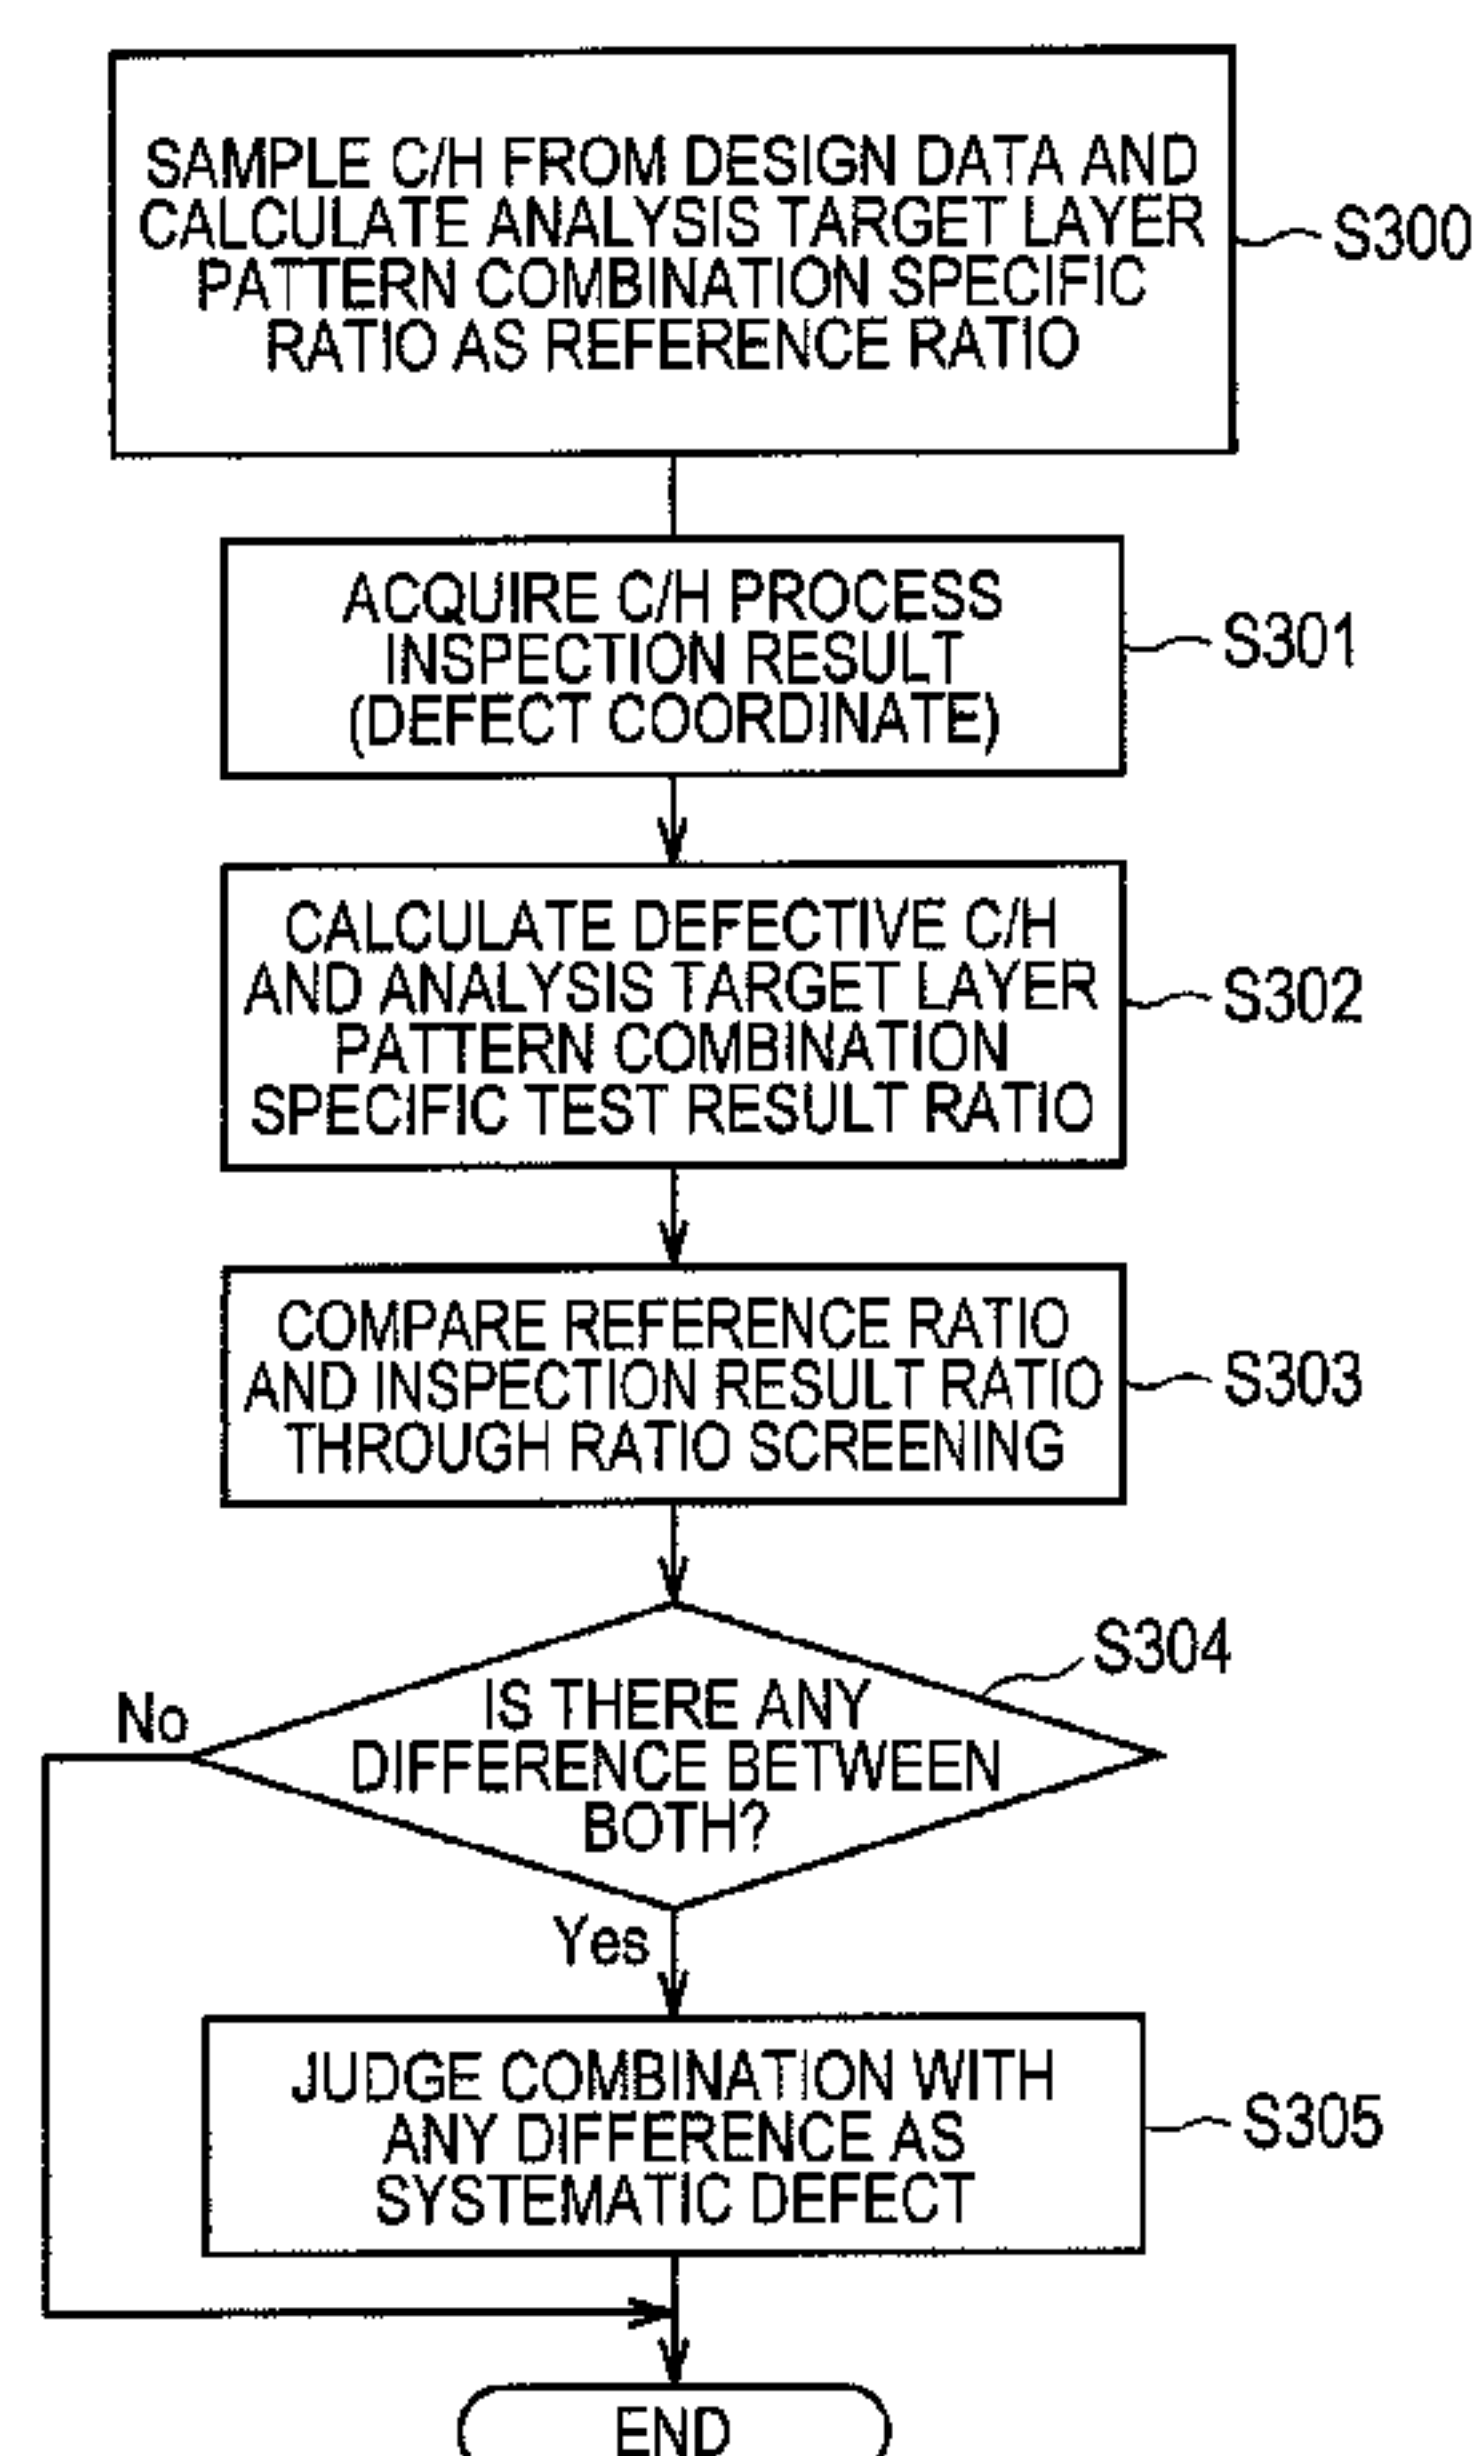 SAMPLE C/H FROM DESIGN DATA AND
CALCULATE ANALYSIS TARGET LAYER
PATTERN COMBINATION SPECIFIC
RATIO AS REFERENCE RATIO
S300
ACQUIRE C/H PROCESS
INSPECTION RESULT
(DEFECT COORDINATE)
S301
CALCULATE DEFECTIVE C/H
AND ANALYSIS TARGET LAYER
PATTERN COMBINATION
SPECIFIC TEST RESULT RATIO
S302
COMPARE REFERENCE RATIO
AND INSPECTION RESULT RATIO
THROUGH RATIO SCREENING
S303
S304
No
IS THERE ANY
DIFFERENCE BETWEEN
BOTH?
Yes
JUDGE COMBINATION WITH
ANY DIFFERENCE AS
SYSTEMATIC DEFECT
S305
END